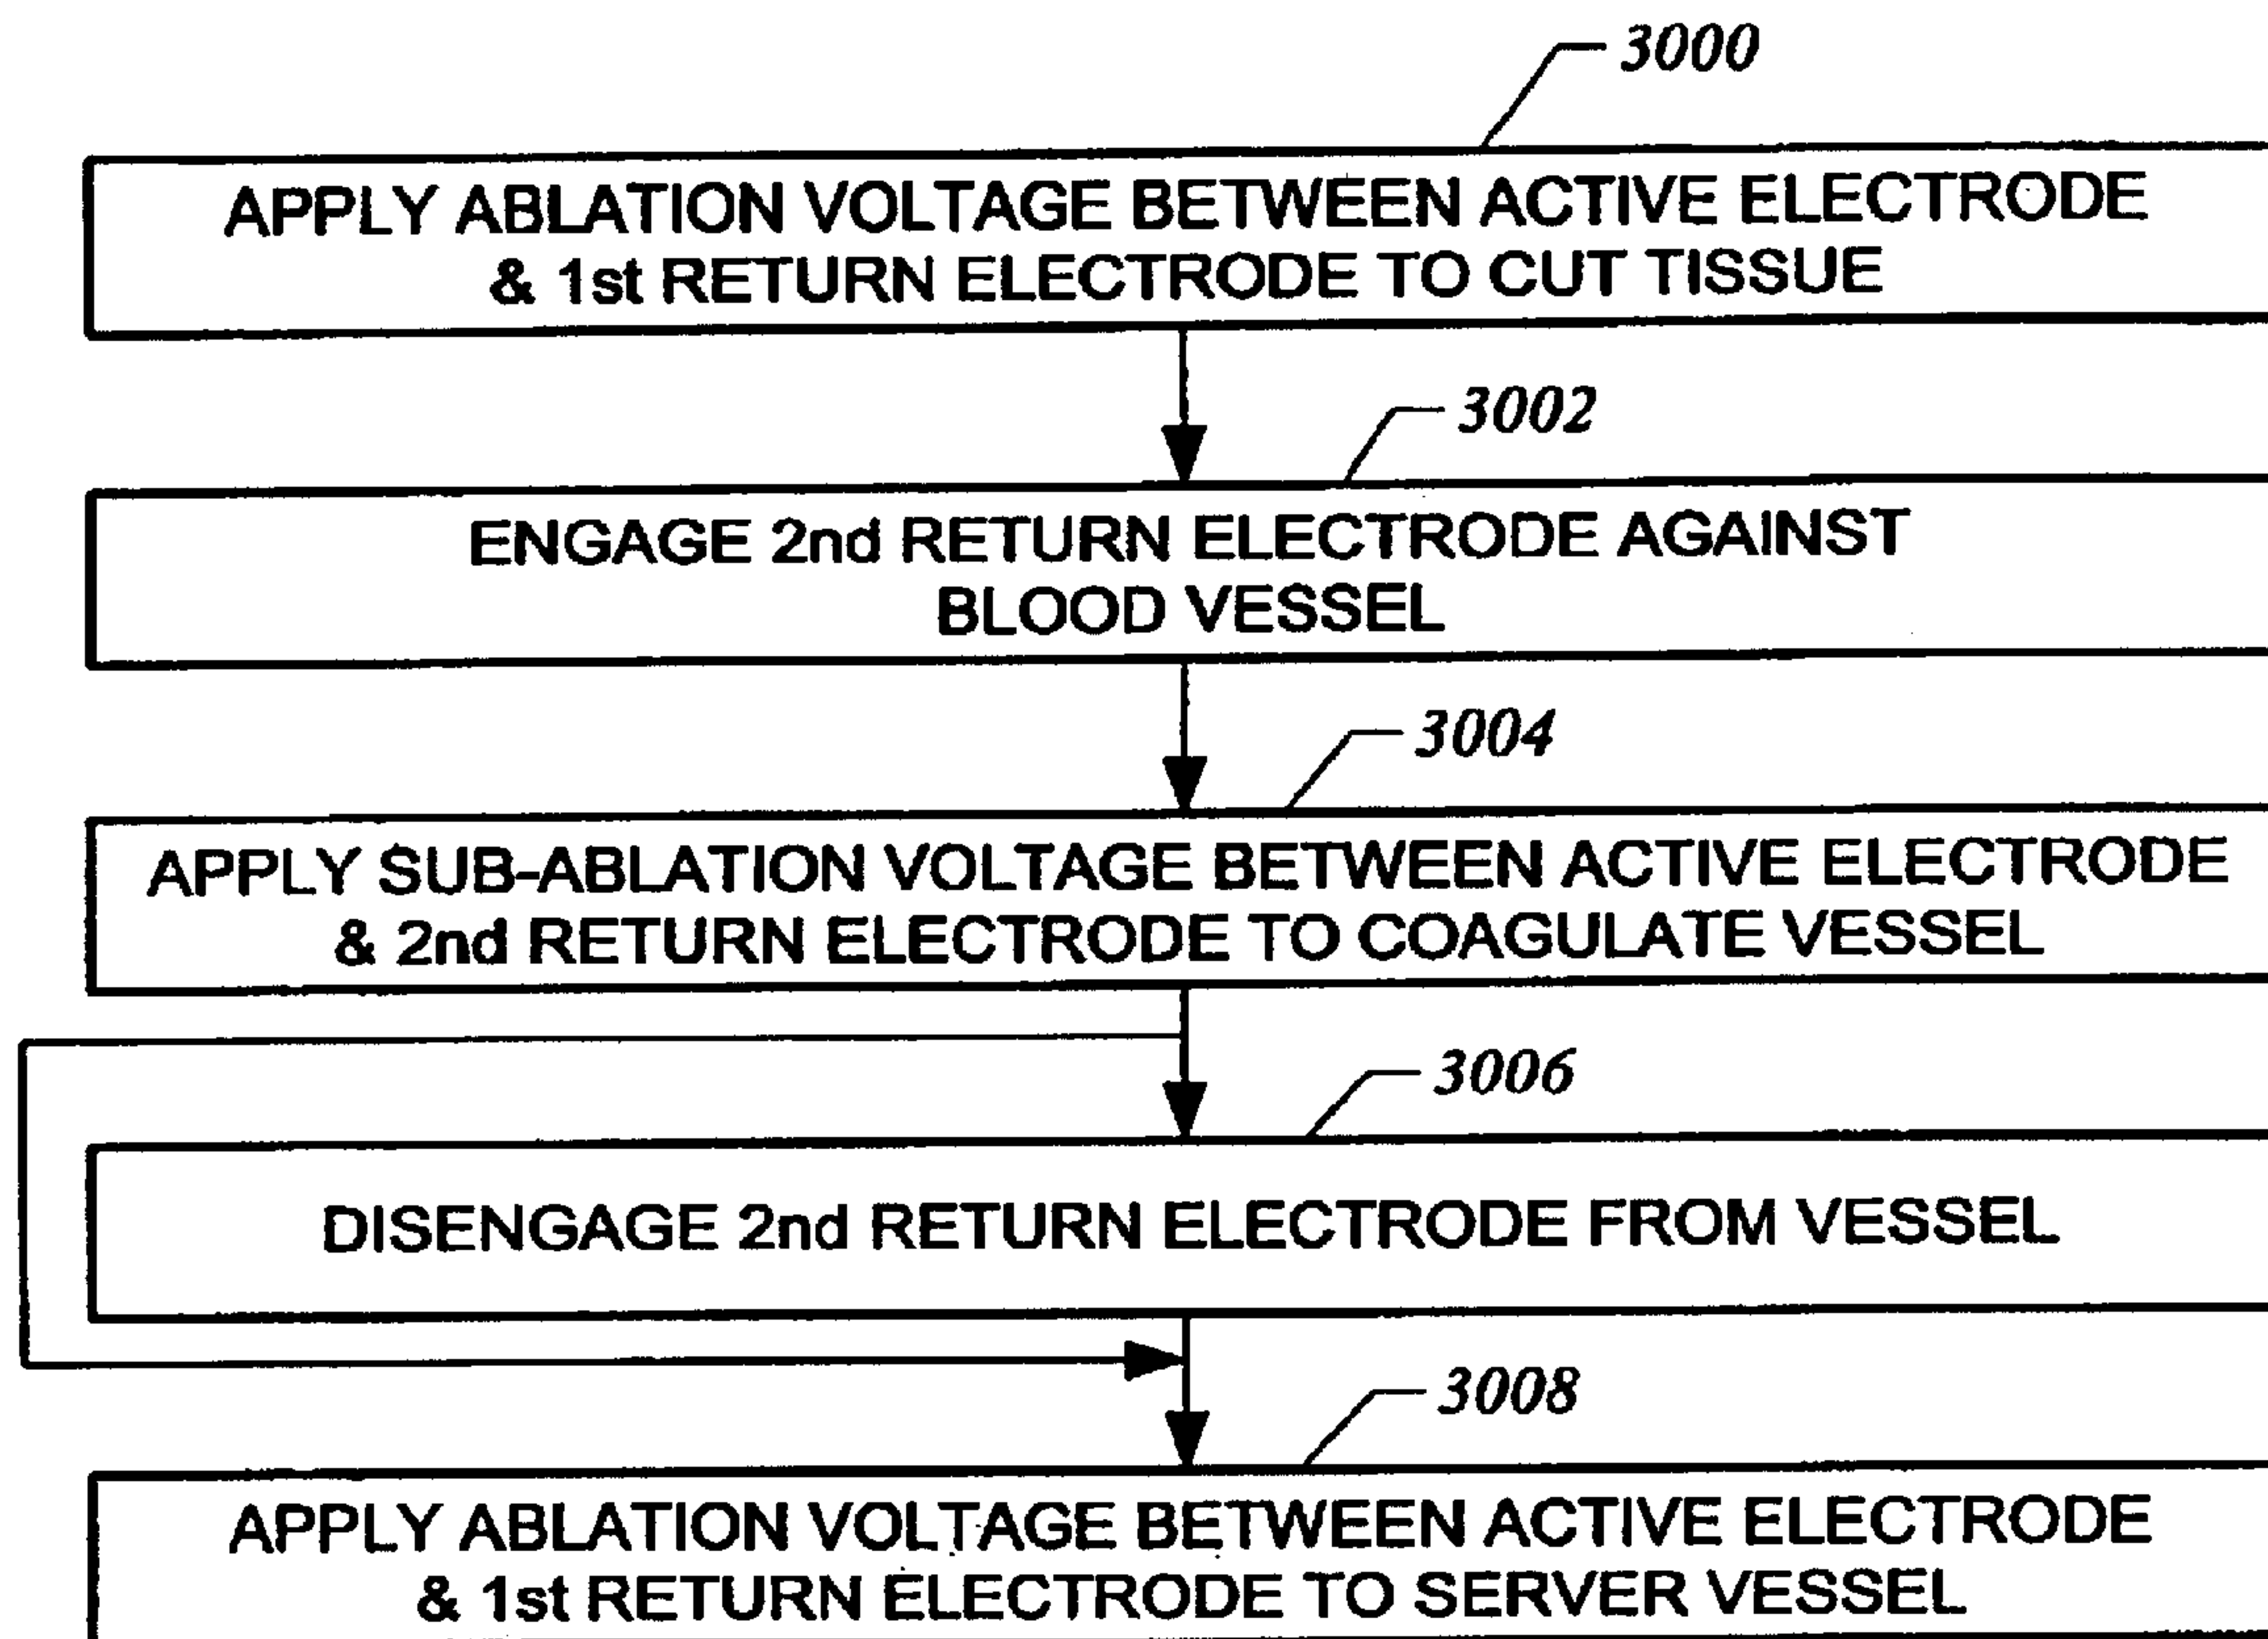 3000
APPLY ABLATION VOLTAGE BETWEEN ACTIVE ELECTRODE
& 1st RETURN ELECTRODE TO CUT TISSUE
3002
ENGAGE 2nd RETURN ELECTRODE AGAINST
BLOOD VESSEL
3004
APPLY SUB-ABLATION VOLTAGE BETWEEN ACTIVE ELECTRODE
& 2nd RETURN ELECTRODE TO COAGULATE VESSEL
3006
DISENGAGE 2nd RETURN ELECTRODE FROM VESSEL
3008
APPLY ABLATION VOLTAGE BETWEEN ACTIVE ELECTRODE
& 1st RETURN ELECTRODE TO SERVER VESSEL